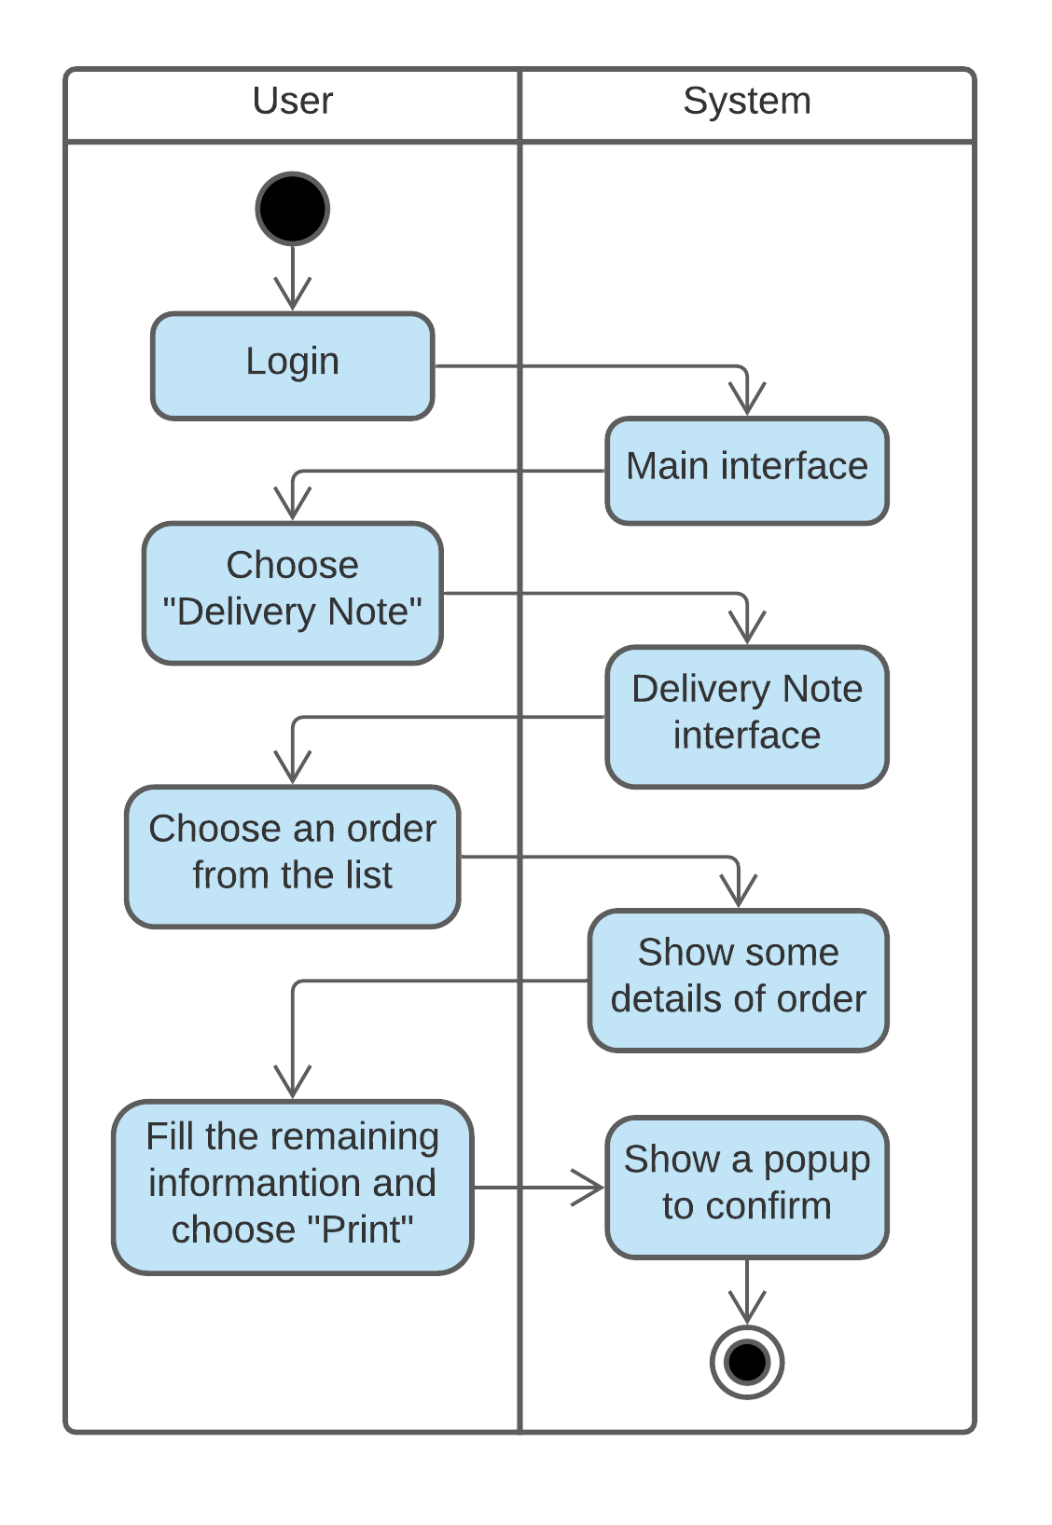 User
System
Login
Main interface
Choose
"Delivery Note"
Delivery Note
interface
Choose an order
from the list
Show some
details of order
Fill the remaining
informantion and
choose "Print"
Show a popup
to confirm